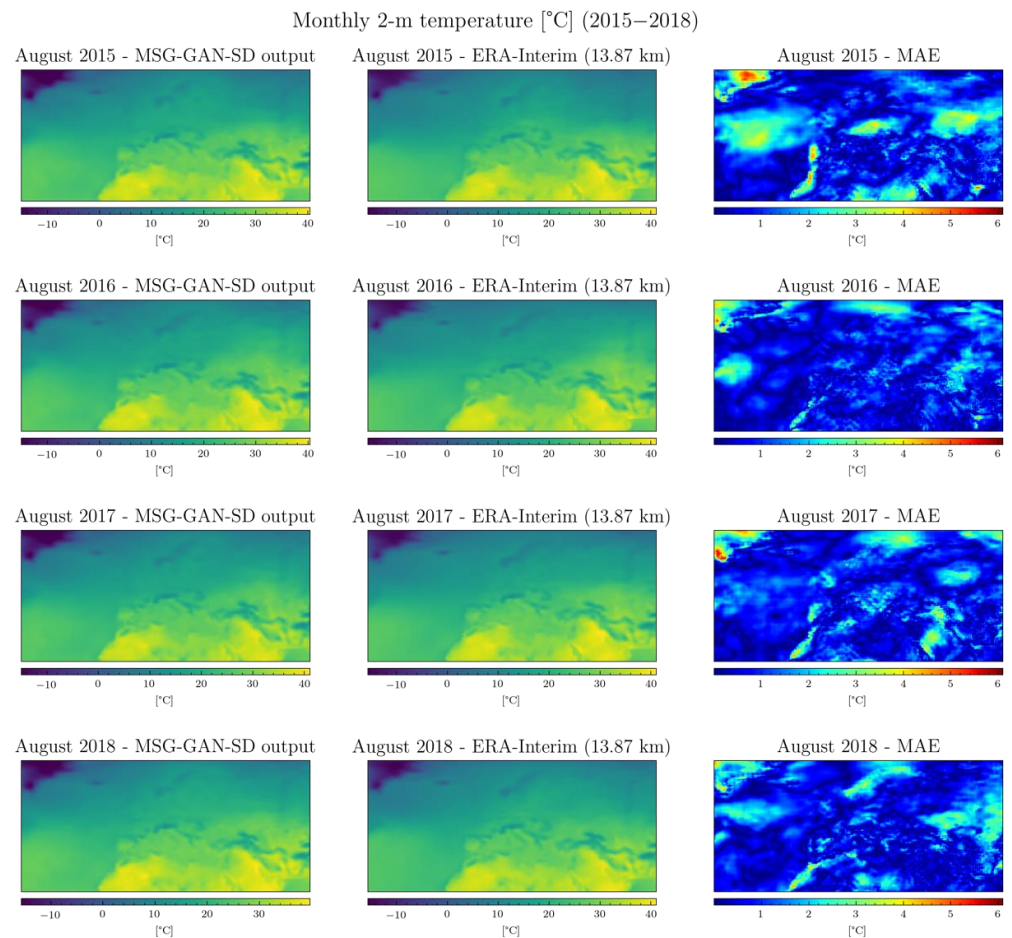 Monthly 2-m temperature [°C] (2015−2018)
August 2015 - MSG-GAN-SD output
August 2015 - ERA-Interim (13.87 km)
August 2015 - MAE
−10 0 10 20 30 40
[°C]
−10 0 10 20 30 40
[°C]
1 2 3 4 5 6
[°C]
August 2016 - MSG-GAN-SD output
August 2016 - ERA-Interim (13.87 km)
August 2016 - MAE
−10 0 10 20 30 40
[°C]
−10 0 10 20 30 40
[°C]
1 2 3 4 5 6
[°C]
August 2017 - MSG-GAN-SD output
August 2017 - ERA-Interim (13.87 km)
August 2017 - MAE
−10 0 10 20 30 40
[°C]
−10 0 10 20 30 40
[°C]
1 2 3 4 5 6
[°C]
August 2018 - MSG-GAN-SD output
August 2018 - ERA-Interim (13.87 km)
August 2018 - MAE
−10 0 10 20 30
[°C]
−10 0 10 20 30 40
[°C]
1 2 3 4 5 6
[°C]